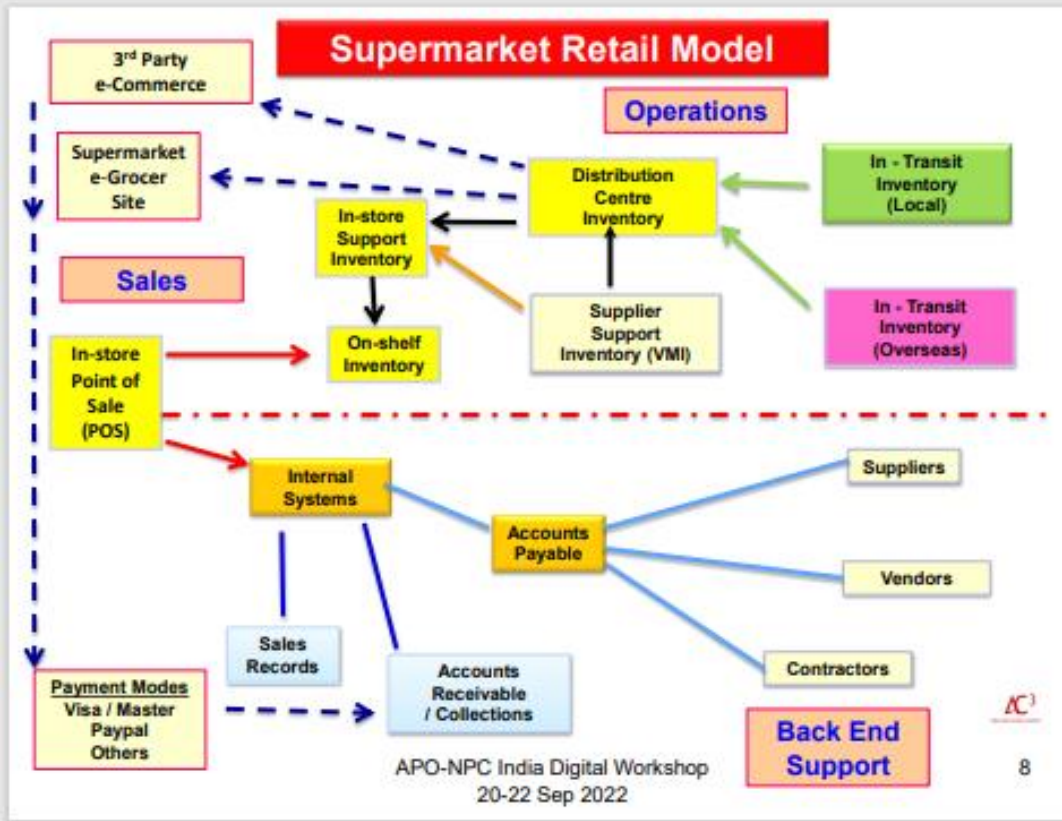 Supermarket Retail Model
3rd Party
e-Commerce
Operations
Supermarket
e-Grocer
Site
Distribution
Centre
Inventory
In - Transit
Inventory
(Local)
In-store
Support
Inventory
Sales
Supplier
Support
Inventory (VMI)
In - Transit
Inventory
(Overseas)
On-shelf
Inventory
In-store
Point of
Sale
(POS)
Internal
Systems
Suppliers
Accounts
Payable
Vendors
Sales
Records
Accounts
Receivable
/ Collections
Contractors
Payment Modes
Visa / Master
Paypal
Others
Back End
Support
AC3
APO-NPC India Digital Workshop
20-22 Sep 2022
8